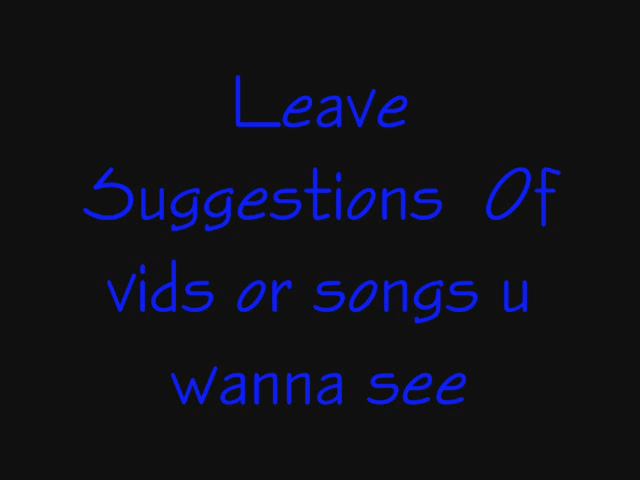 Leave
Suggestions Of
vids or songs u
wanna see